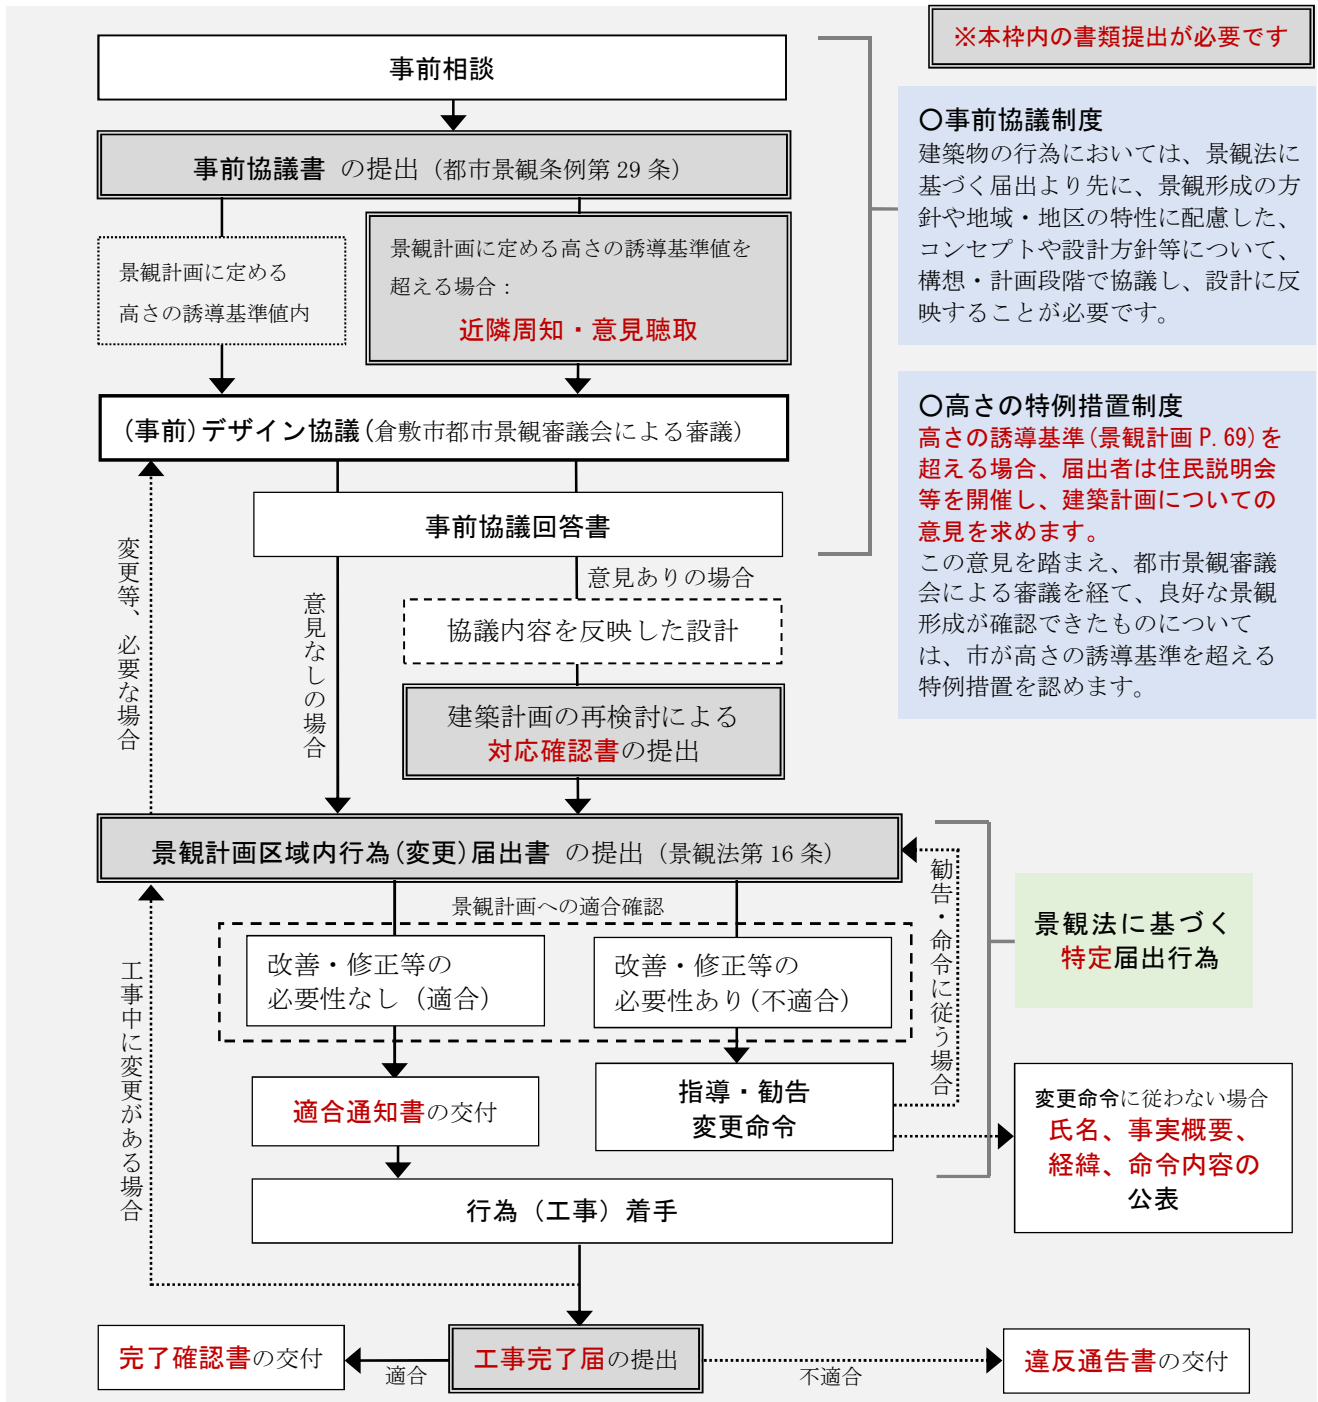 ※本枠内の書類提出が必要です
事前相談
事前協議書 の提出（都市景観条例第 29 条）
景観計画に定める
高さの誘導基準値内
景観計画に定める高さの誘導基準値を
超える場合：
近隣周知・意見聴取
（事前）デザイン協議（倉敷市都市景観審議会による審議）
事前協議回答書
意見ありの場合
意見なしの場合
変更等、必要な場合
協議内容を反映した設計
建築計画の再検討による
対応確認書の提出
〇事前協議制度
建築物の行為においては、景観法に
基づく届出より先に、景観形成の方
針や地域・地区の特性に配慮した、
コンセプトや設計方針等について、
構想・計画段階で協議し、設計に反
映することが必要です。
〇高さの特例措置制度
高さの誘導基準（景観計画 P. 69）を
超える場合、届出者は住民説明会
等を開催し、建築計画についての
意見を求めます。
この意見を踏まえ、都市景観審議
会による審議を経て、良好な景観
形成が確認できたものについて
は、市が高さの誘導基準を超える
特例措置を認めます。
景観計画区域内行為（変更）届出書 の提出（景観法第 16 条）
景観計画への適合確認
改善・修正等の
必要性なし（適合）
改善・修正等の
必要性あり（不適合）
勧告・命令に従う場合
景観法に基づく
特定届出行為
工事中に変更がある場合
適合通知書の交付
指導・勧告
変更命令
変更命令に従わない場合
氏名、事実概要、
経緯、命令内容の
公表
行為（工事）着手
完了確認書の交付
適合
工事完了届の提出
不適合
違反通告書の交付